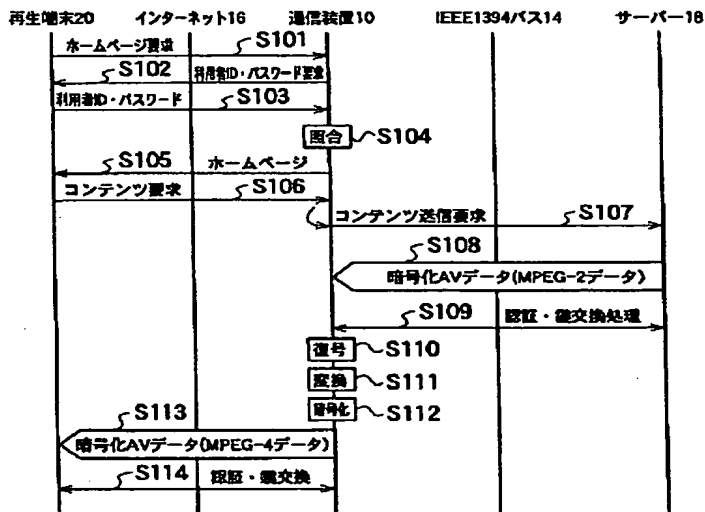 再生端末20 インターネット16 通信装置10 IEEE1394バス14 サーバー18
ホームページ要求 S101
S102 利用者ID・パスワード要求
利用者ID・パスワード S103
照合 S104
S105 ホームページ
コンテンツ要求 S106
コンテンツ送信要求 S107
S108
暗号化AVデータ(MPEG-2データ)
S109 認証・鍵交換処理
復号 S110
変換 S111
暗号化 S112
S113
暗号化AVデータ(MPEG-4データ)
S114 認証・鍵交換